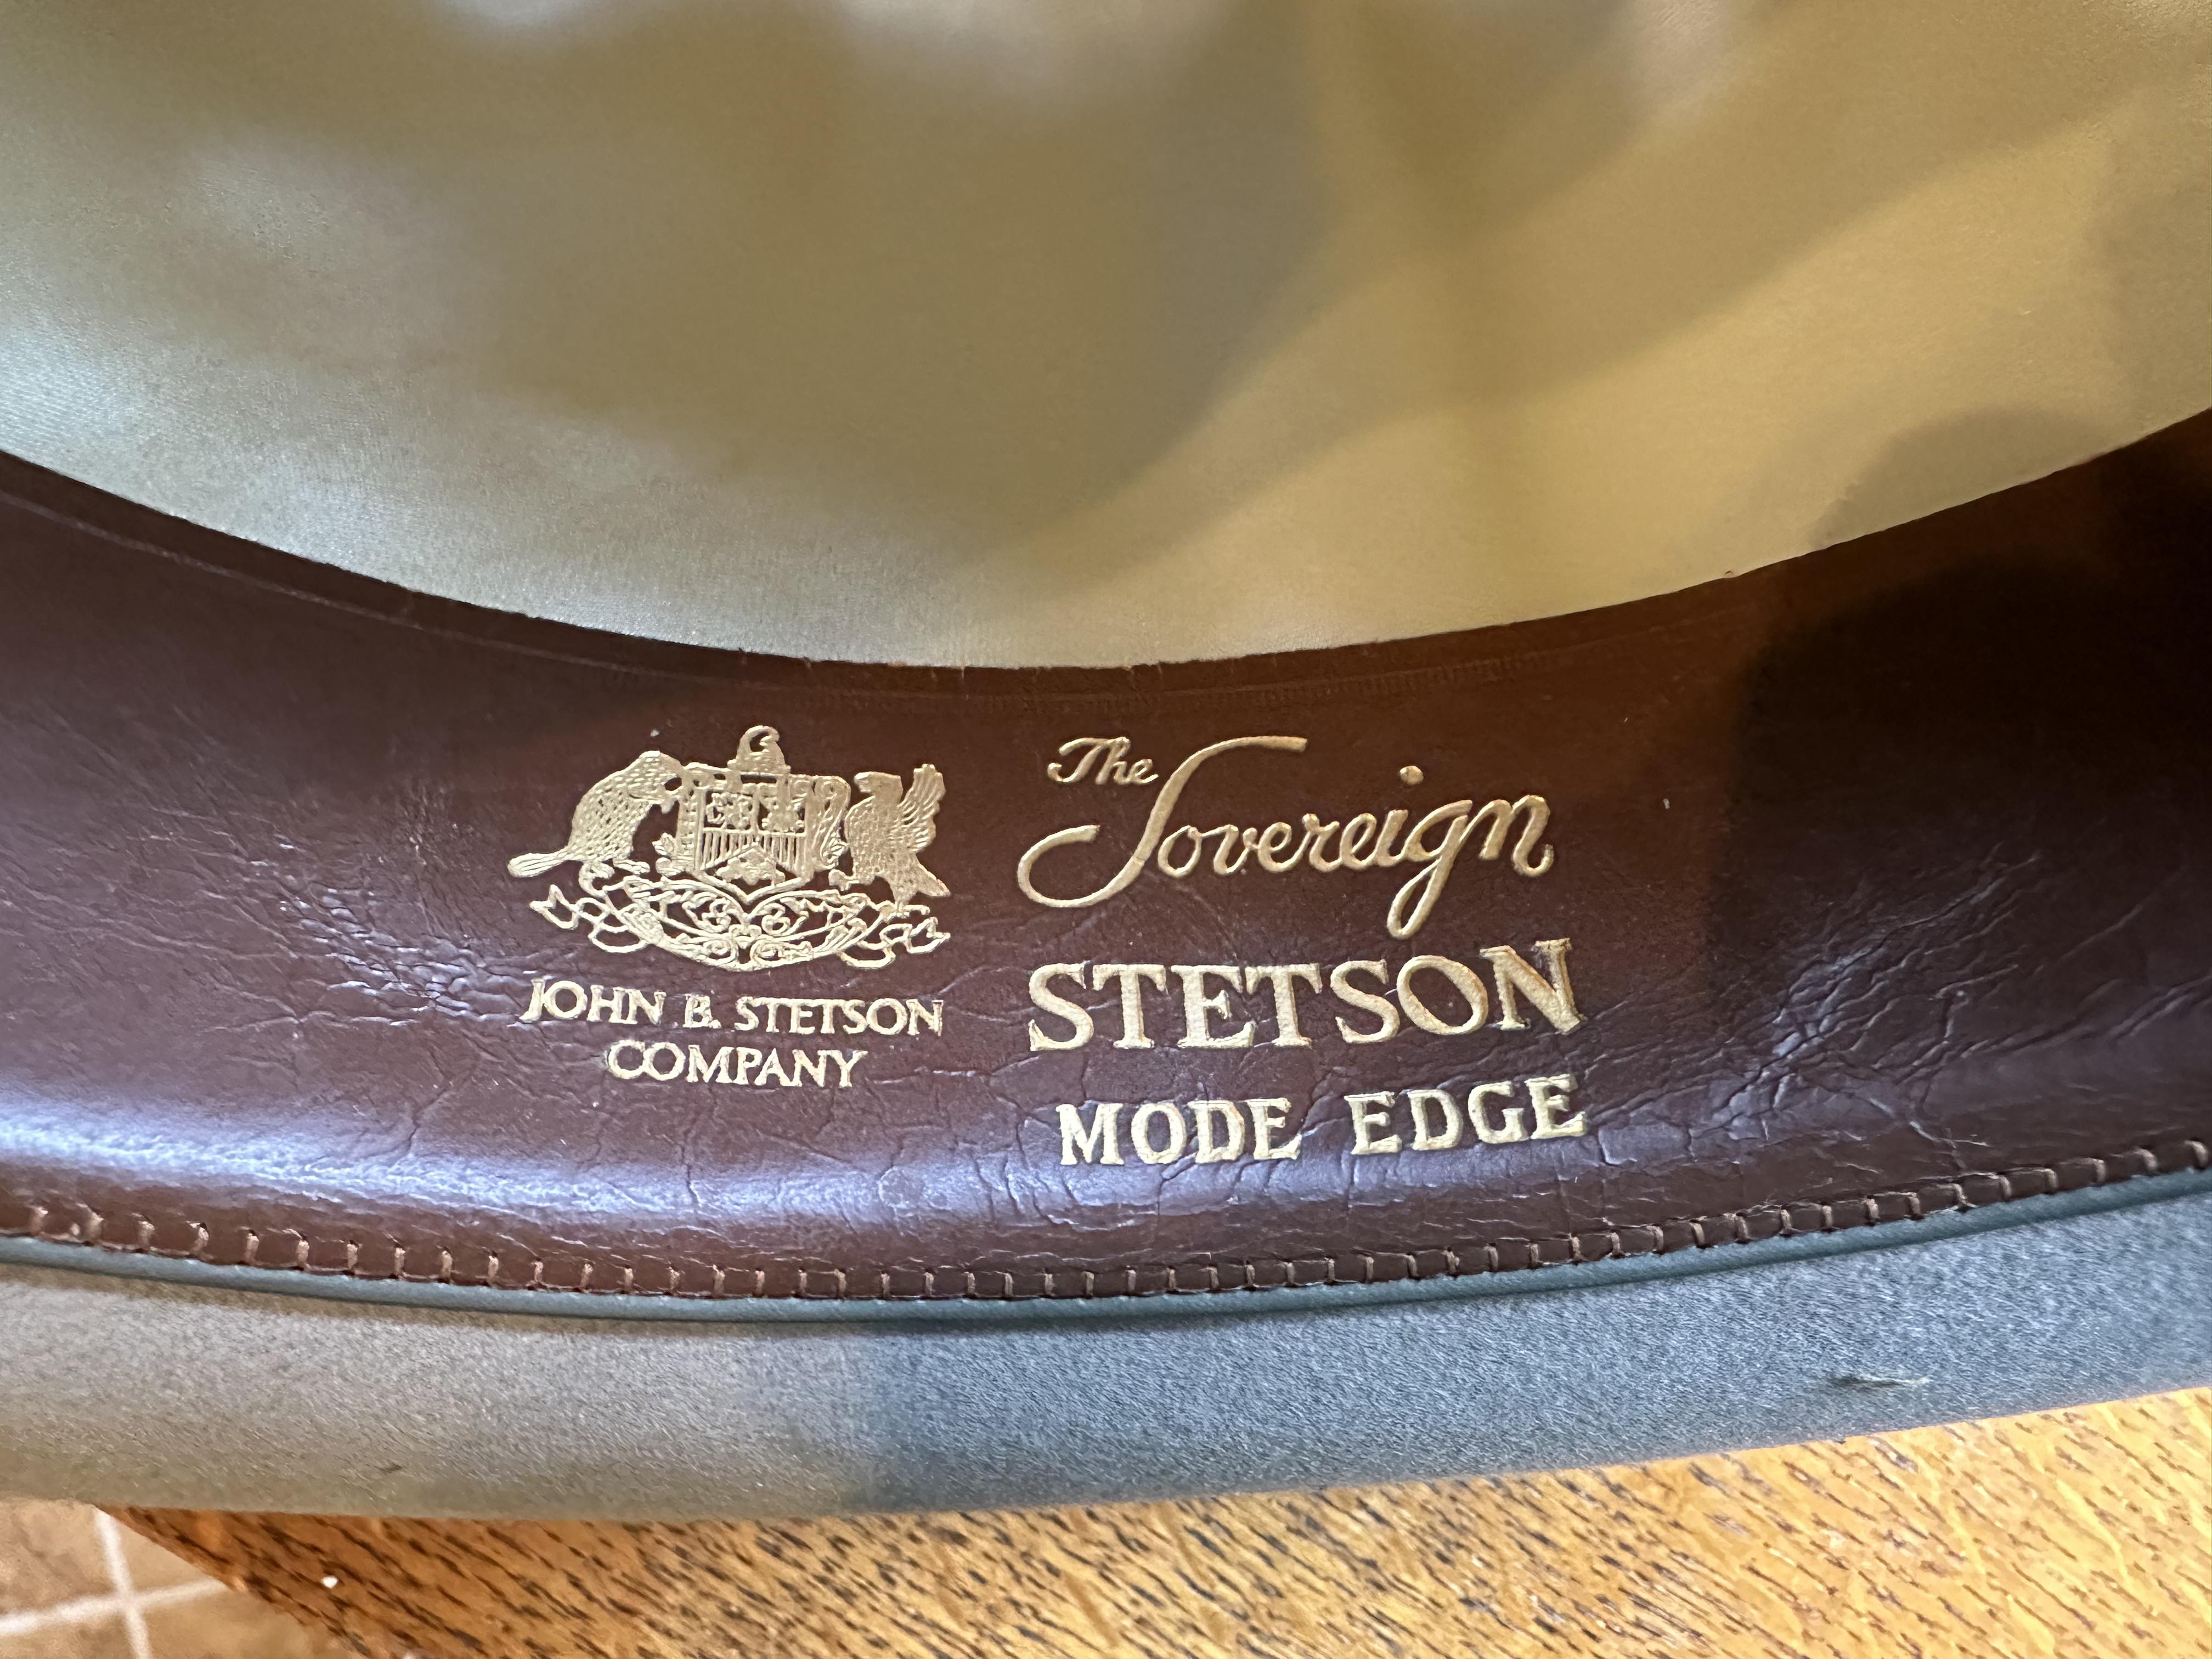 JOHN B. STETSON
COMPANY
The
Sovereign
STETSON
MODE EDGE